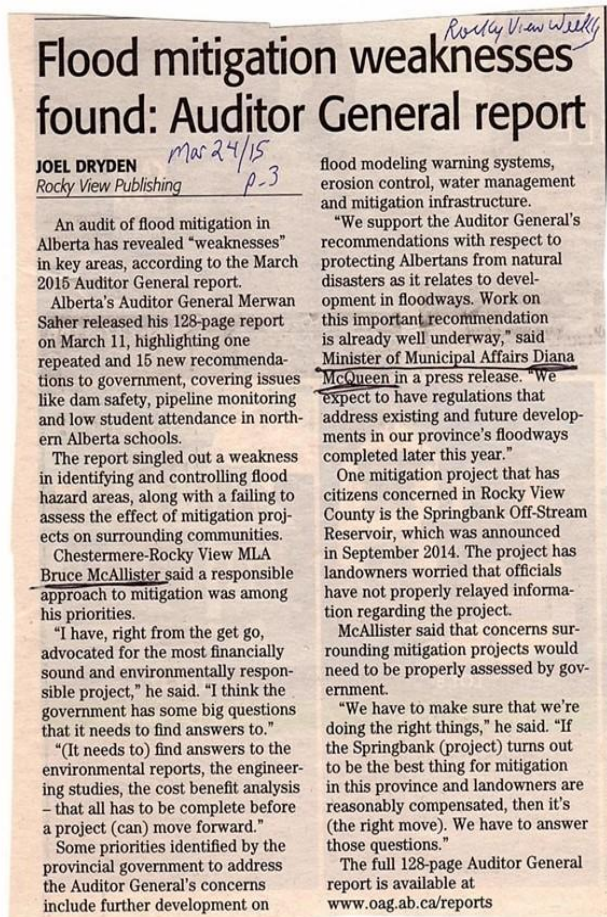 Rocky View Weekly
Flood mitigation weaknesses
found: Auditor General report
Mar 24/15
p.3
JOEL DRYDEN
Rocky View Publishing
An audit of flood mitigation in
Alberta has revealed “weaknesses”
in key areas, according to the March
2015 Auditor General report.
Alberta’s Auditor General Merwan
Saher released his 128-page report
on March 11, highlighting one
repeated and 15 new recommenda-
tions to government, covering issues
like dam safety, pipeline monitoring
and low student attendance in north-
ern Alberta schools.
The report singled out a weakness
in identifying and controlling flood
hazard areas, along with a failing to
assess the effect of mitigation proj-
ects on surrounding communities.
Chestermere-Rocky View MLA
Bruce McAllister said a responsible
approach to mitigation was among
his priorities.
“I have, right from the get go,
advocated for the most financially
sound and environmentally respon-
sible project,” he said. “I think the
government has some big questions
that it needs to find answers to.”
“(It needs to) find answers to the
environmental reports, the engineer-
ing studies, the cost benefit analysis
– that all has to be complete before
a project (can) move forward.”
Some priorities identified by the
provincial government to address
the Auditor General’s concerns
include further development on
flood modeling warning systems,
erosion control, water management
and mitigation infrastructure.
“We support the Auditor General’s
recommendations with respect to
protecting Albertans from natural
disasters as it relates to devel-
opment in floodways. Work on
this important recommendation
is already well underway,” said
Minister of Municipal Affairs Diana
McQueen in a press release. “We
expect to have regulations that
address existing and future develop-
ments in our province’s floodways
completed later this year.”
One mitigation project that has
citizens concerned in Rocky View
County is the Springbank Off-Stream
Reservoir, which was announced
in September 2014. The project has
landowners worried that officials
have not properly relayed informa-
tion regarding the project.
McAllister said that concerns sur-
rounding mitigation projects would
need to be properly assessed by gov-
ernment.
“We have to make sure that we’re
doing the right things,” he said. “If
the Springbank (project) turns out
to be the best thing for mitigation
in this province and landowners are
reasonably compensated, then it’s
(the right move). We have to answer
those questions.”
The full 128-page Auditor General
report is available at
www.oag.ab.ca/reports